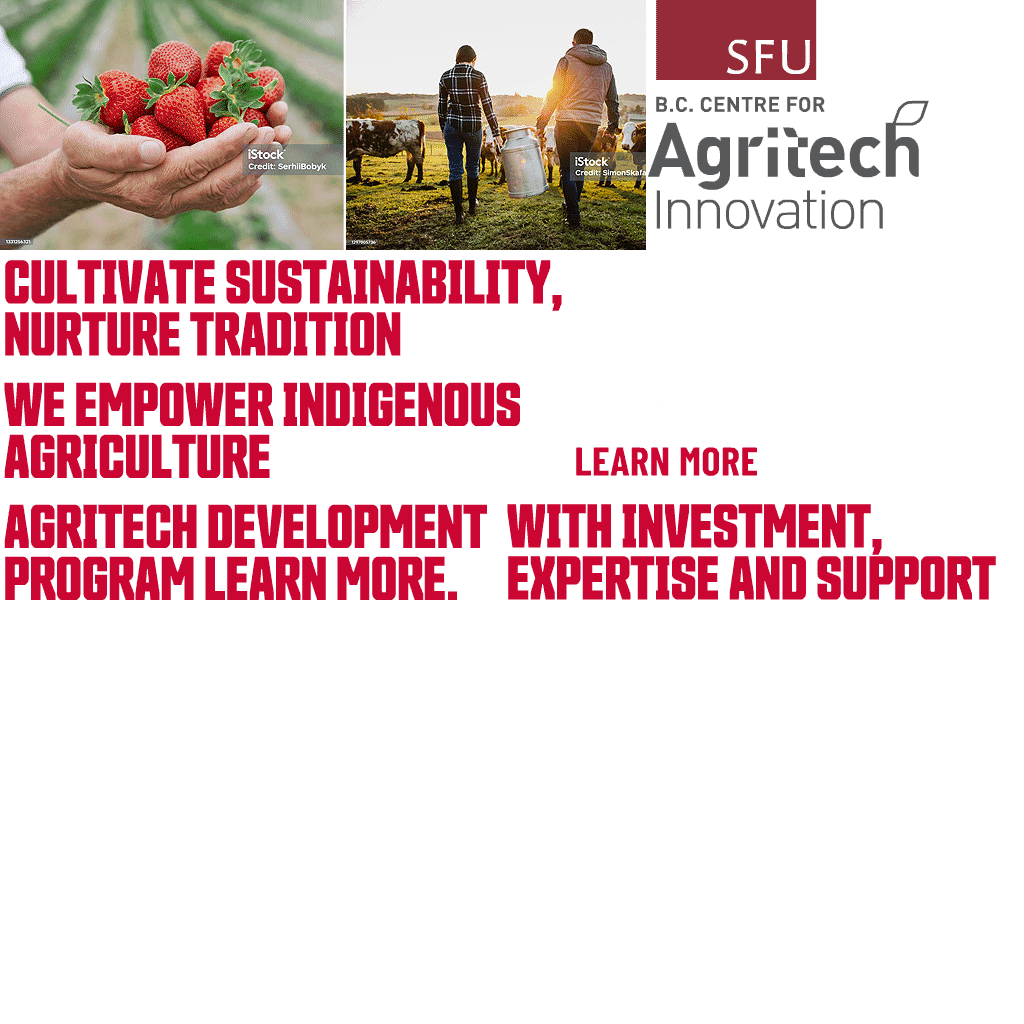 iStock
Credit: SerhiiBobyk
1331256321
iStock
Credit: SimonSkafa
1297005736
SFU
B.C. CENTRE FOR
Agritech
Innovation
CULTIVATE SUSTAINABILITY,
NURTURE TRADITION
WE EMPOWER INDIGENOUS
AGRICULTURE
LEARN MORE
AGRITECH DEVELOPMENT
PROGRAM LEARN MORE.
WITH INVESTMENT,
EXPERTISE AND SUPPORT